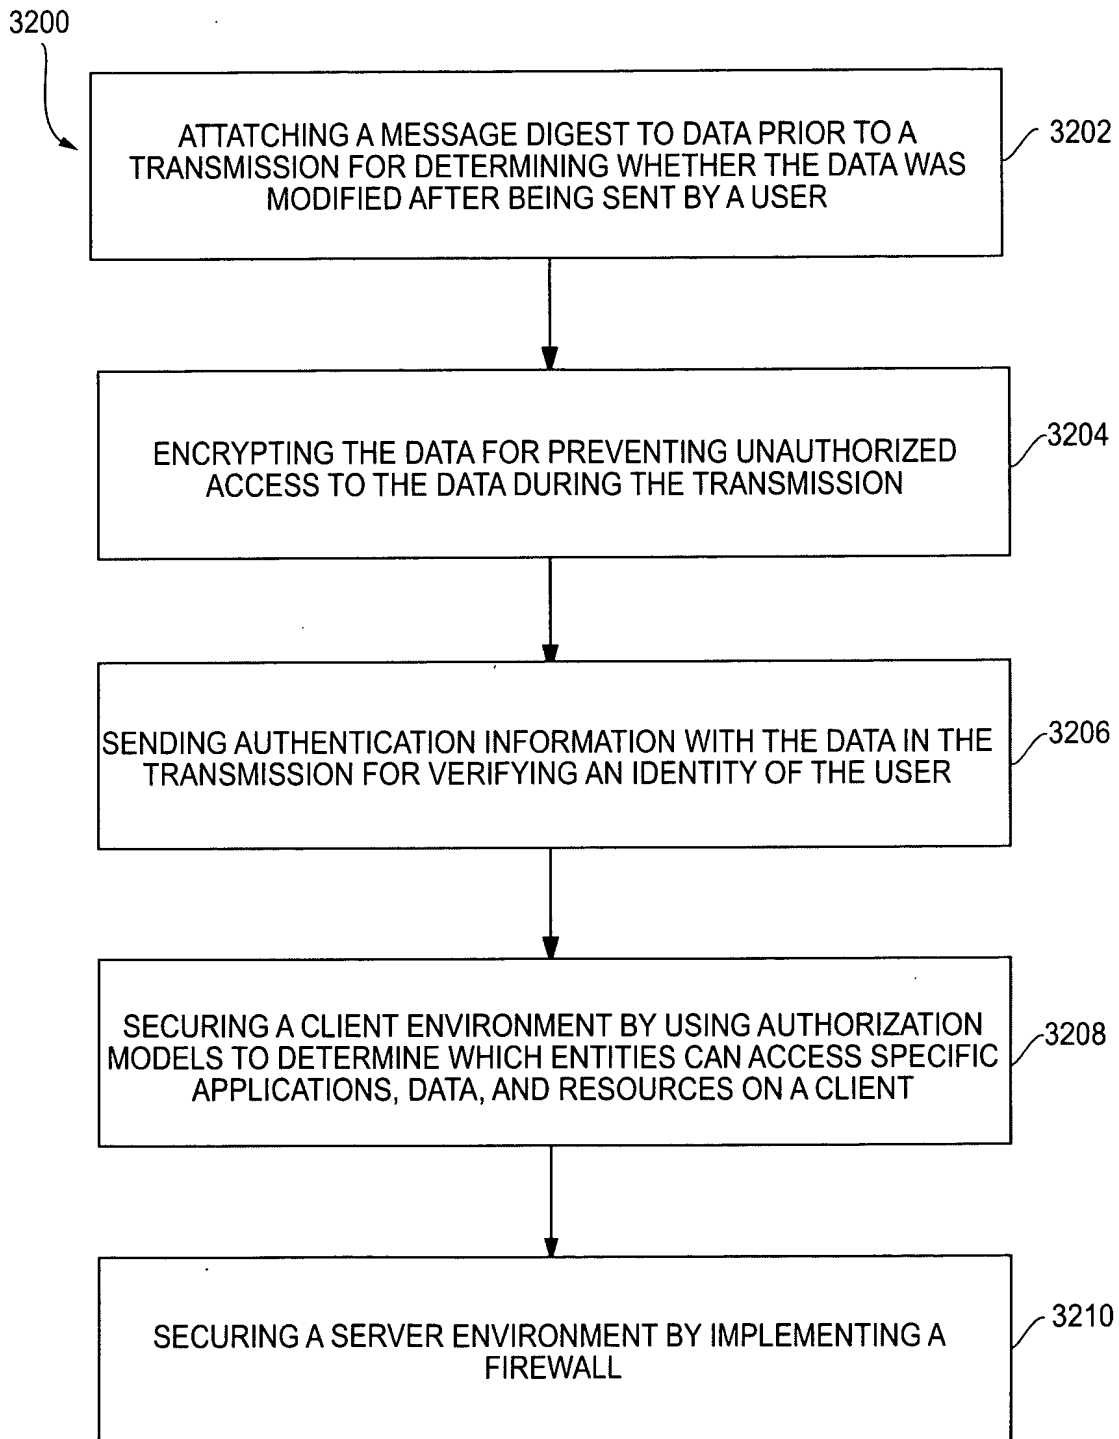 3200
ATTATCHING A MESSAGE DIGEST TO DATA PRIOR TO A
TRANSMISSION FOR DETERMINING WHETHER THE DATA WAS
MODIFIED AFTER BEING SENT BY A USER
3202
ENCRYPTING THE DATA FOR PREVENTING UNAUTHORIZED
ACCESS TO THE DATA DURING THE TRANSMISSION
3204
SENDING AUTHENTICATION INFORMATION WITH THE DATA IN THE
TRANSMISSION FOR VERIFYING AN IDENTITY OF THE USER
3206
SECURING A CLIENT ENVIRONMENT BY USING AUTHORIZATION
MODELS TO DETERMINE WHICH ENTITIES CAN ACCESS SPECIFIC
APPLICATIONS, DATA, AND RESOURCES ON A CLIENT
3208
SECURING A SERVER ENVIRONMENT BY IMPLEMENTING A
FIREWALL
3210